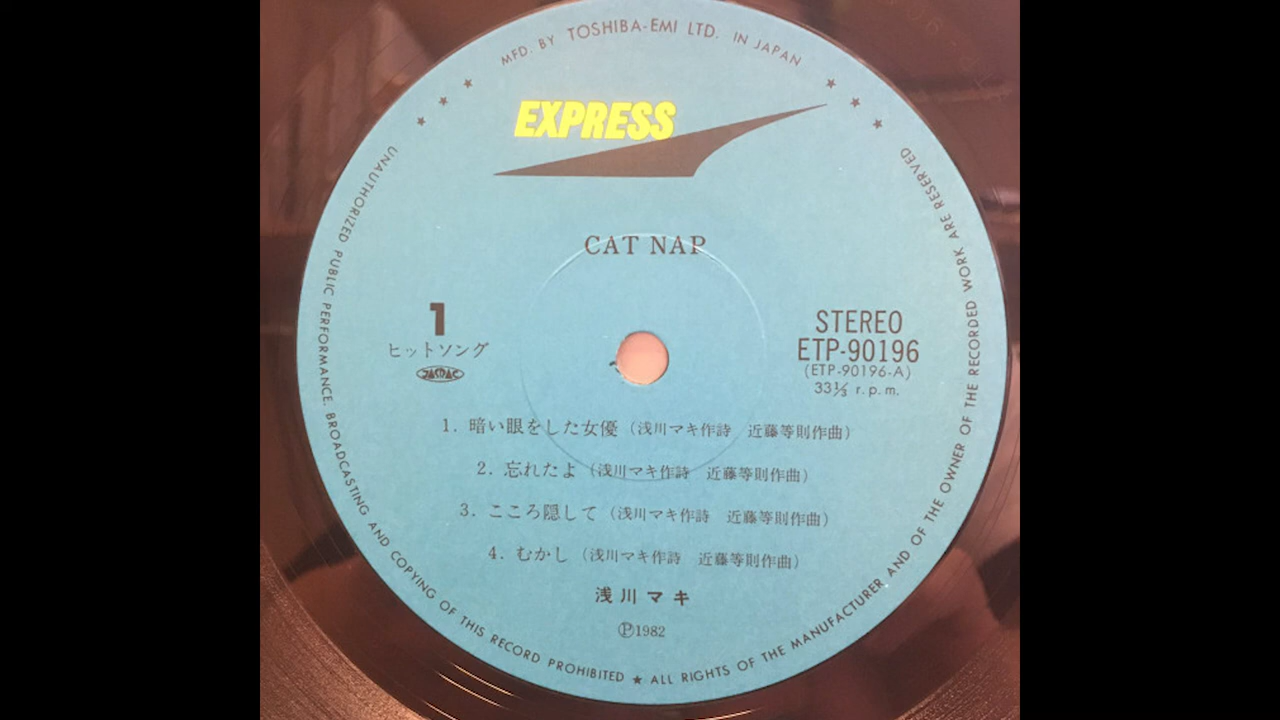 MFD. BY TOSHIBA-EMI LTD. IN JAPAN
EXPRESS
CAT NAP
1
ヒットソング
JASRAC
STEREO
ETP-90196
(ETP-90196-A)
33⅓ r.p.m.
1. 暗い眼をした女優（浅川マキ作詩 近藤等則作曲）
2. 忘れたよ（浅川マキ作詩 近藤等則作曲）
3. こころ隠して（浅川マキ作詩 近藤等則作曲）
4. むかし（浅川マキ作詩 近藤等則作曲）
浅川マキ
Ⓟ1982
UNAUTHORIZED PUBLIC PERFORMANCE, BROADCASTING AND COPYING OF THIS RECORD PROHIBITED ★ ALL RIGHTS OF THE MANUFACTURER AND OF THE OWNER OF THE RECORDED WORK ARE RESERVED